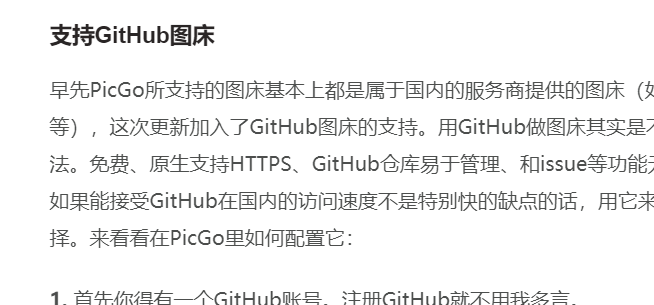 支持GitHub图床
早先PicGo所支持的图床基本上都是属于国内的服务商提供的图床（如
等），这次更新加入了GitHub图床的支持。用GitHub做图床其实是不
法。免费、原生支持HTTPS、GitHub仓库易于管理、和issue等功能无
如果能接受GitHub在国内的访问速度不是特别快的缺点的话，用它来
择。来看看在PicGo里如何配置它：
1. 首先你得有一个GitHub账号。注册GitHub就不用我多言。